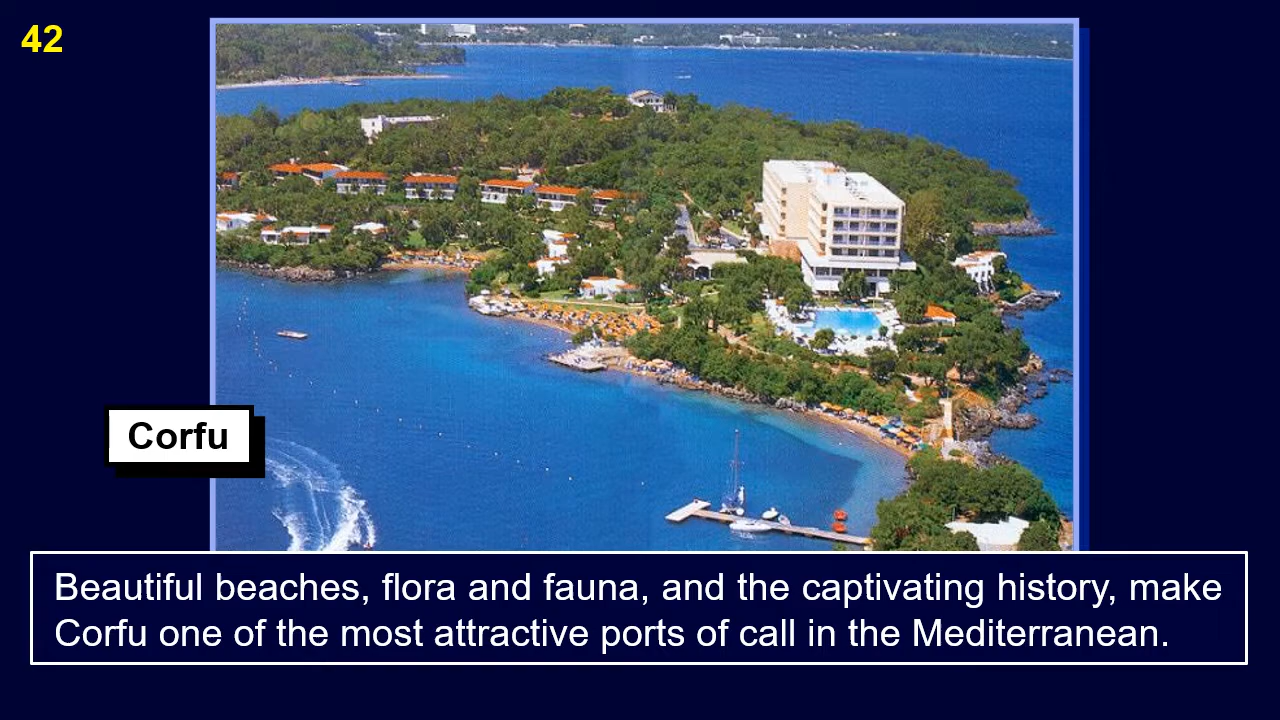 42
Corfu
Beautiful beaches, flora and fauna, and the captivating history, make
Corfu one of the most attractive ports of call in the Mediterranean.